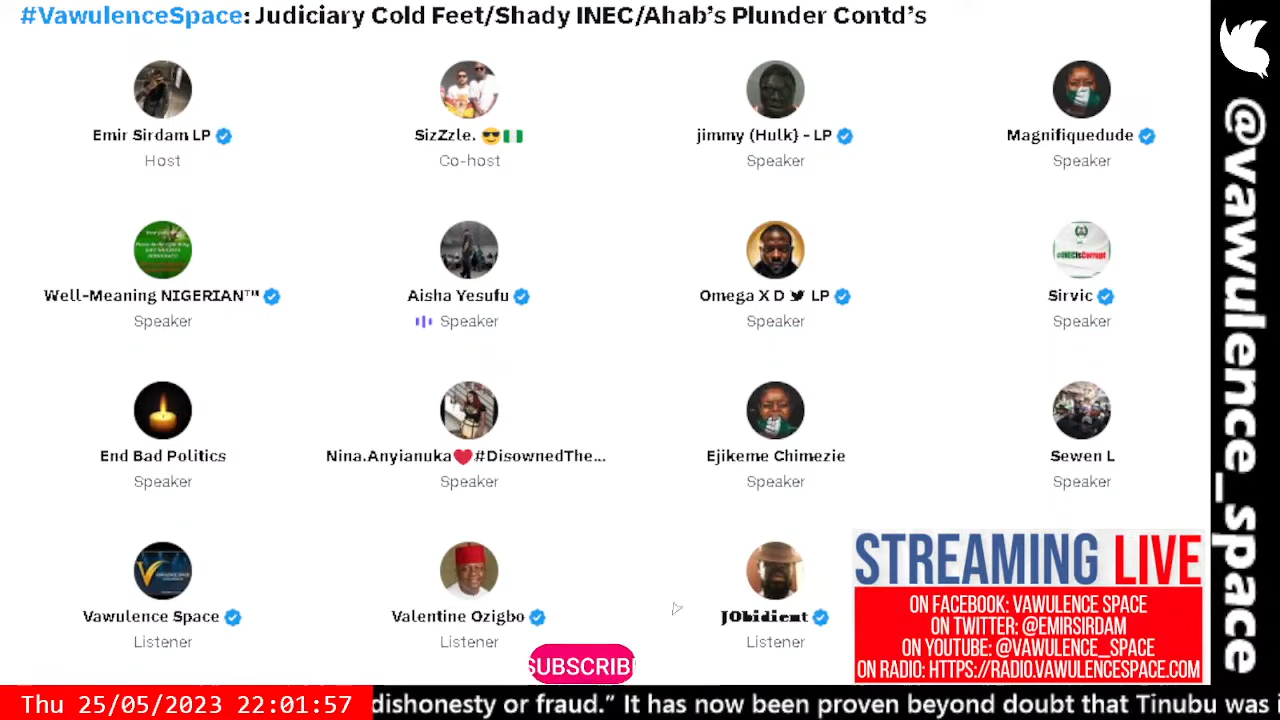 #VawulenceSpace: Judiciary Cold Feet/Shady INEC/Ahab's Plunder Contd's
Emir Sirdam LP
Host
SizZzle. 😎🇳🇬
Co-host
jimmy (Hulk} - LP
Speaker
Magnifiquedude
Speaker
Well-Meaning NIGERIAN™
Speaker
Aisha Yesufu
Speaker
Omega X D LP
Speaker
#INECIsCorrupt
Sirvic
Speaker
End Bad Politics
Speaker
Nina.Anyianuka❤️#DisownedThe...
Speaker
Ejikeme Chimezie
Speaker
Sewen L
Speaker
Vawulence Space
Listener
Valentine Ozigbo
Listener
JObidient
Listener
STREAMING LIVE
ON FACEBOOK: VAWULENCE SPACE
ON TWITTER: @EMIRSIRDAM
ON YOUTUBE: @VAWULENCE_SPACE
ON RADIO: HTTPS://RADIO.VAWULENCESPACE.COM
SUBSCRIB
@vawulence_space
Thu 25/05/2023 22:01:57
dishonesty or fraud.” It has now been proven beyond doubt that Tinubu was i